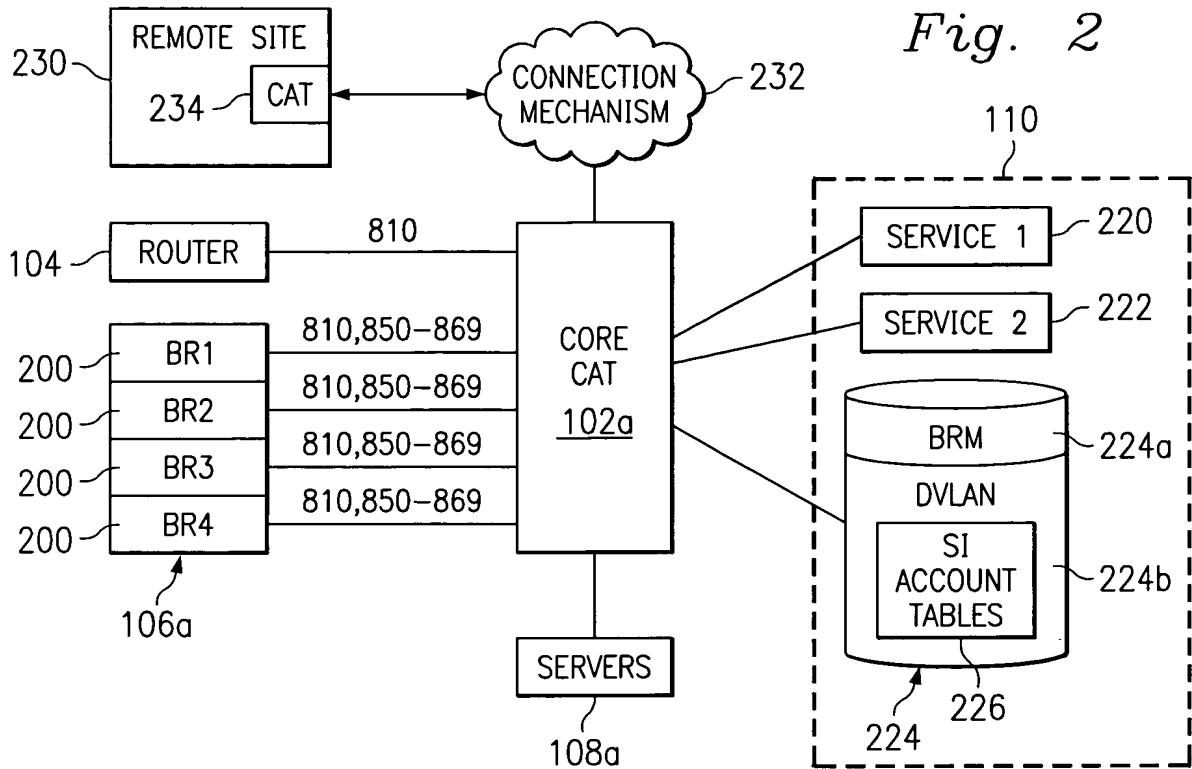 Fig. 2
REMOTE SITE
230
234
CAT
CONNECTION
MECHANISM
232
110
104
ROUTER
810
SERVICE 1
220
SERVICE 2
222
200
BR1
810,850-869
200
BR2
810,850-869
200
BR3
810,850-869
200
BR4
810,850-869
106a
CORE
CAT
102a
BRM
224a
DVLAN
SI
ACCOUNT
TABLES
224b
226
224
SERVERS
108a